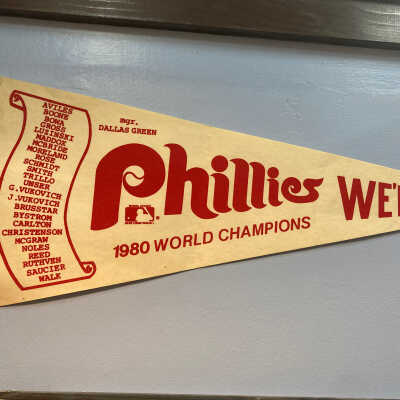 AVILES
BOONE
BOWA
GROSS
LUZINSKI
MADDOX
McBRIDE
MORELAND
ROSE
SCHMIDT
SMITH
TRILLO
UNSER
G.VUKOVICH
J.VUKOVICH
BRUSSTAR
BYSTROM
CARLTON
CHRISTENSON
McGRAW
NOLES
REED
RUTHVEN
SAUCIER
WALK
mgr.
DALLAS GREEN
Phillies
1980 WORLD CHAMPIONS